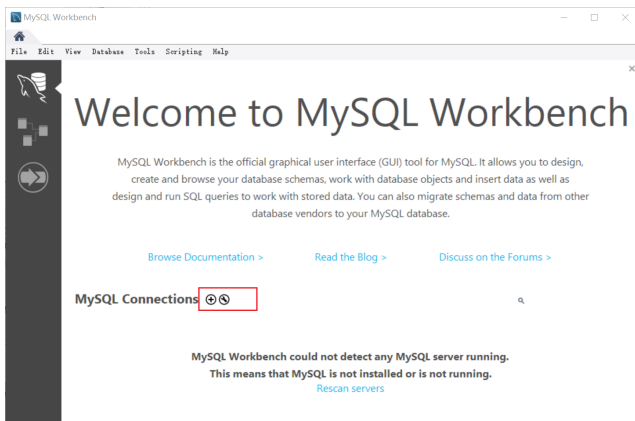 MySQL Workbench
File Edit View Database Tools Scripting Help
Welcome to MySQL Workbench
MySQL Workbench is the official graphical user interface (GUI) tool for MySQL. It allows you to design,
create and browse your database schemas, work with database objects and insert data as well as
design and run SQL queries to work with stored data. You can also migrate schemas and data from other
database vendors to your MySQL database.
Browse Documentation > Read the Blog > Discuss on the Forums >
MySQL Connections
MySQL Workbench could not detect any MySQL server running.
This means that MySQL is not installed or is not running.
Rescan servers